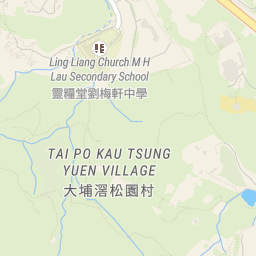 Ling Liang Church M H
Lau Secondary School
靈糧堂劉梅軒中學
TAI PO KAU TSUNG
YUEN VILLAGE
大埔滘松園村